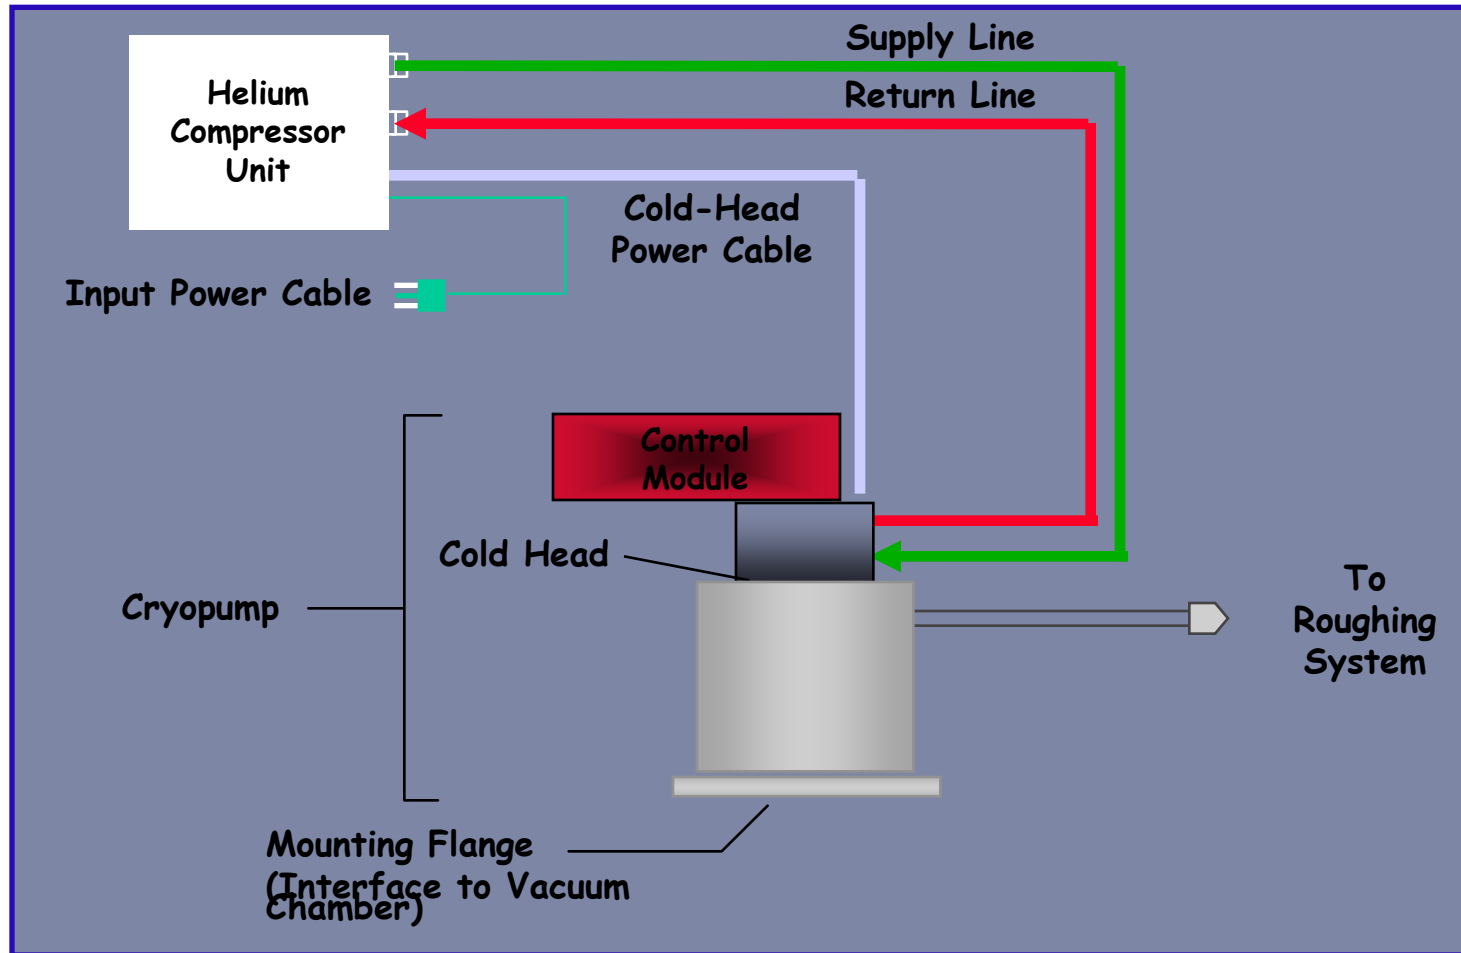 Supply Line
Helium
Compressor
Unit
Return Line
Cold-Head
Power Cable
Input Power Cable
Control
Module
Cold Head
Cryopump
To
Roughing
System
Mounting Flange
(Interface to Vacuum
Chamber)